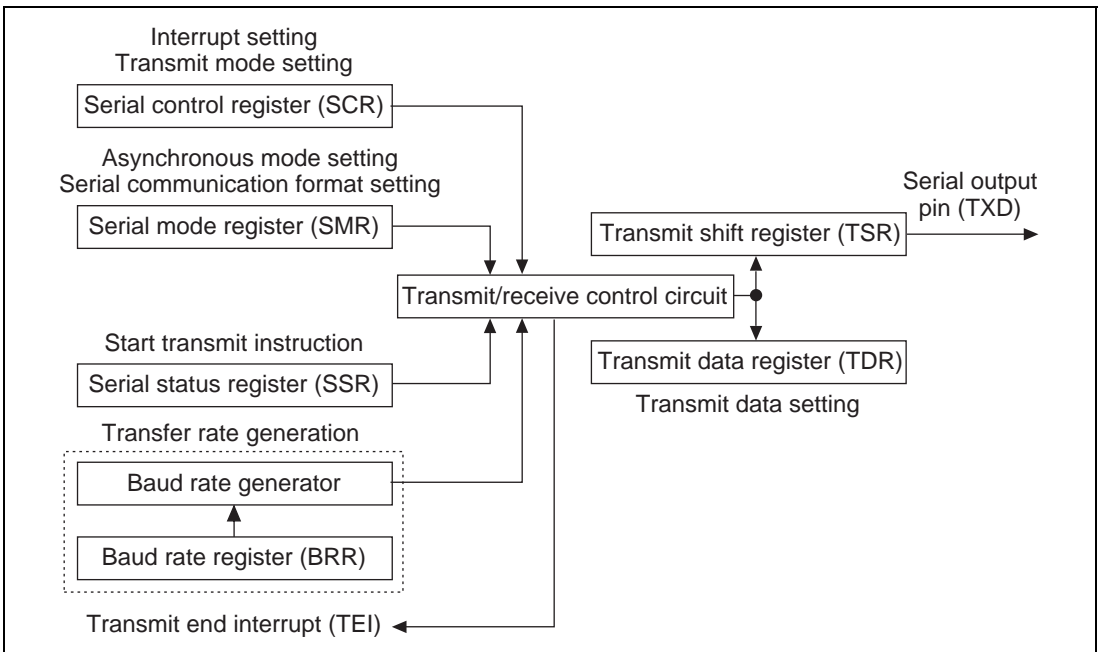 Interrupt setting
Transmit mode setting
Serial control register (SCR)
Asynchronous mode setting
Serial communication format setting
Serial mode register (SMR)
Serial output
pin (TXD)
Transmit shift register (TSR)
Transmit/receive control circuit
Start transmit instruction
Serial status register (SSR)
Transmit data register (TDR)
Transmit data setting
Transfer rate generation
Baud rate generator
Baud rate register (BRR)
Transmit end interrupt (TEI)